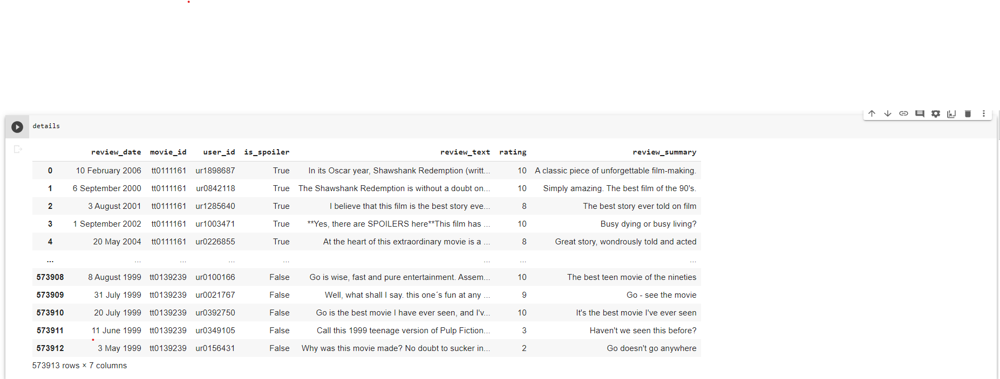 details
review_date movie_id user_id is_spoiler review_text rating review_summary
0 10 February 2006 tt0111161 ur1898687 True In its Oscar year, Shawshank Redemption (writt... 10 A classic piece of unforgettable film-making.
1 6 September 2000 tt0111161 ur0842118 True The Shawshank Redemption is without a doubt on... 10 Simply amazing. The best film of the 90's.
2 3 August 2001 tt0111161 ur1285640 True I believe that this film is the best story eve... 8 The best story ever told on film
3 1 September 2002 tt0111161 ur1003471 True **Yes, there are SPOILERS here**This film has ... 10 Busy dying or busy living?
4 20 May 2004 tt0111161 ur0226855 True At the heart of this extraordinary movie is a ... 8 Great story, wondrously told and acted
... ... ... ... ... ... ... ...
573908 8 August 1999 tt0139239 ur0100166 False Go is wise, fast and pure entertainment. Assem... 10 The best teen movie of the nineties
573909 31 July 1999 tt0139239 ur0021767 False Well, what shall I say. this one´s fun at any ... 9 Go - see the movie
573910 20 July 1999 tt0139239 ur0392750 False Go is the best movie I have ever seen, and I'v... 10 It's the best movie I've ever seen
573911 11 June 1999 tt0139239 ur0349105 False Call this 1999 teenage version of Pulp Fiction... 3 Haven't we seen this before?
573912 3 May 1999 tt0139239 ur0156431 False Why was this movie made? No doubt to sucker in... 2 Go doesn't go anywhere
573913 rows × 7 columns